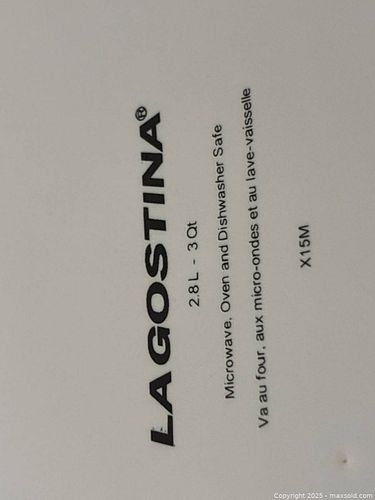 LAGOSTINA®
2.8 L - 3 Qt
Microwave, Oven and Dishwasher Safe
Va au four, aux micro-ondes et au lave-vaisselle
X15M
Copyright 2025 - maxsold.com